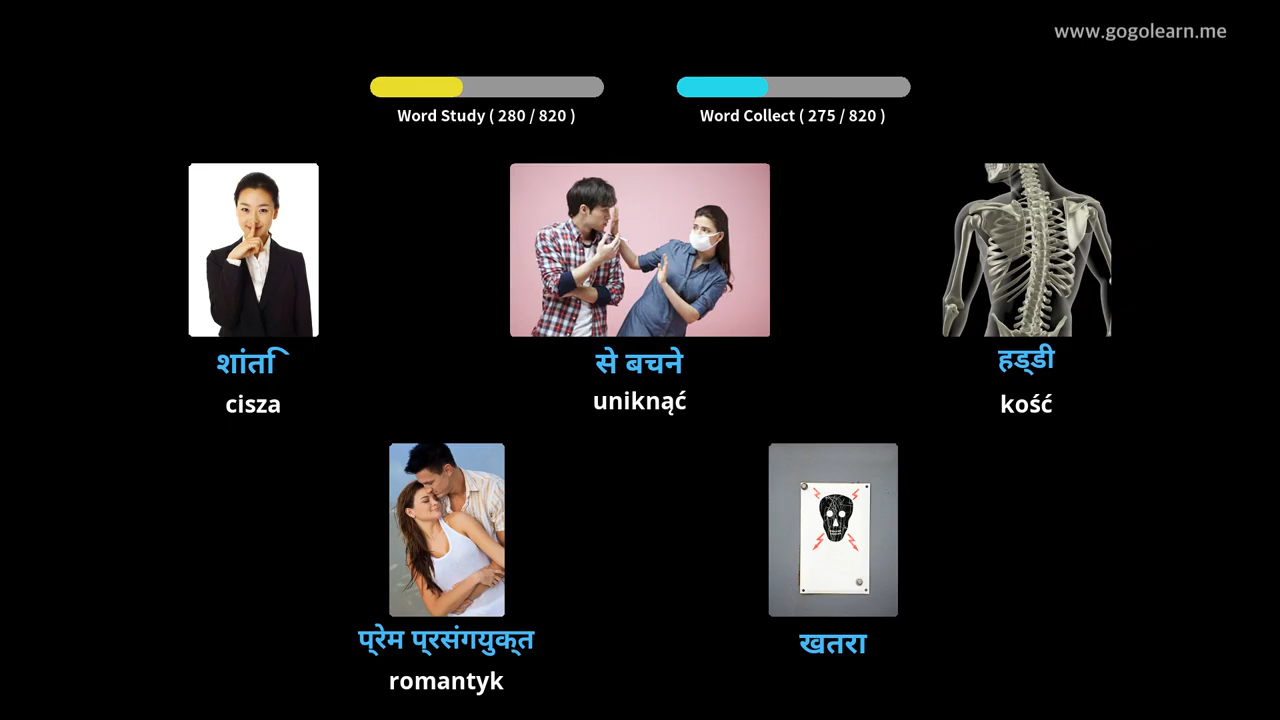 www.gogolearn.me
Word Study ( 280 / 820 )
Word Collect ( 275 / 820 )
शांति
से बचने
हड्डी
cisza
uniknąć
kość
प्रेम प्रसंगयुक्त
खतरा
romantyk